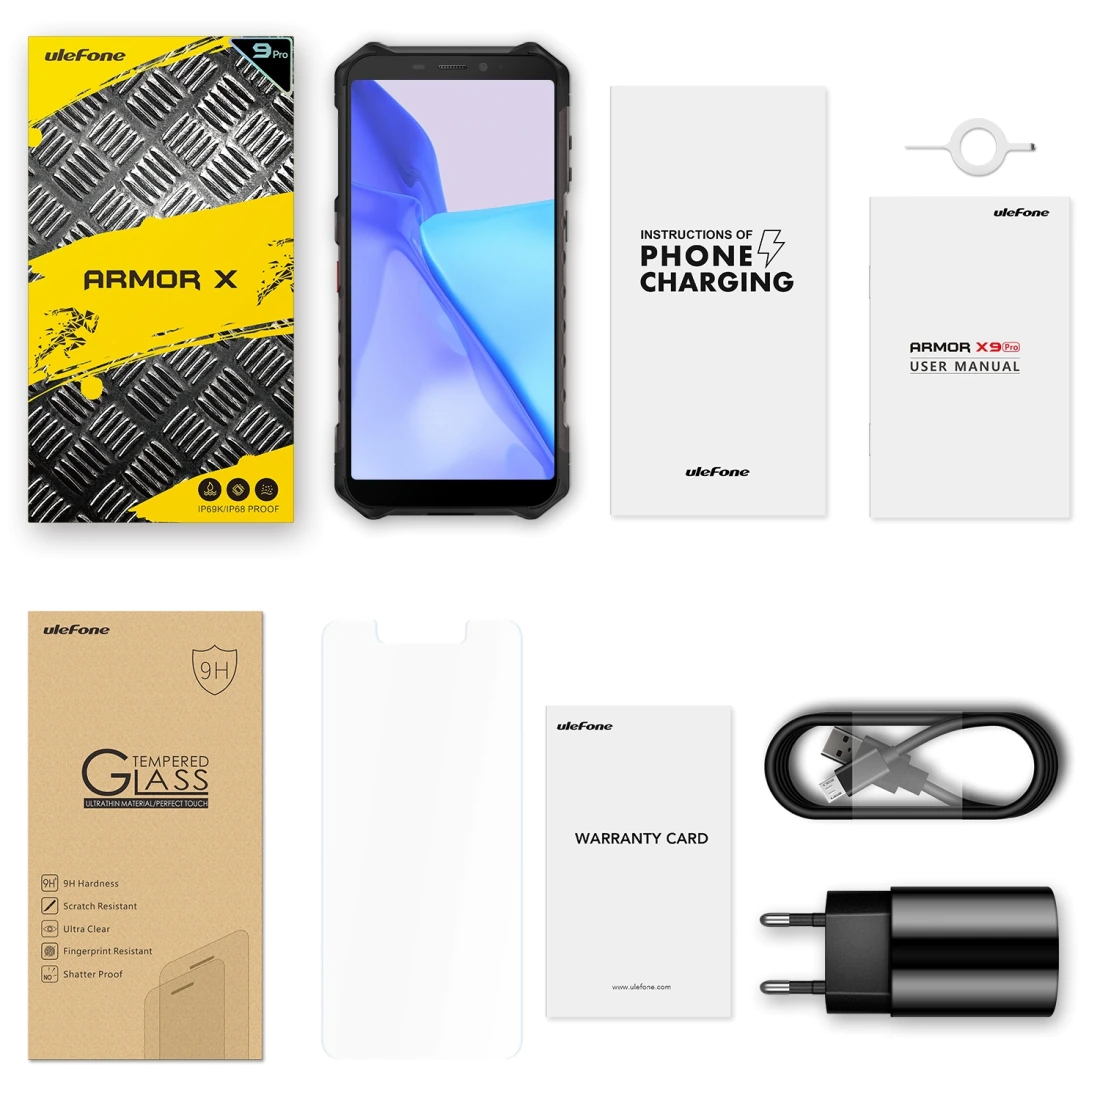 uleFone
9 Pro
ARMOR X
IP69K/IP68 PROOF
INSTRUCTIONS OF
PHONE
CHARGING
uleFone
uleFone
ARMOR X9 Pro
USER MANUAL
uleFone
9H
TEMPERED
GLASS
ULTRATHIN MATERIAL/PERFECT TOUCH
9H 9H Hardness
Scratch Resistant
Ultra Clear
Fingerprint Resistant
NO Shatter Proof
uleFone
WARRANTY CARD
www.ulefone.com